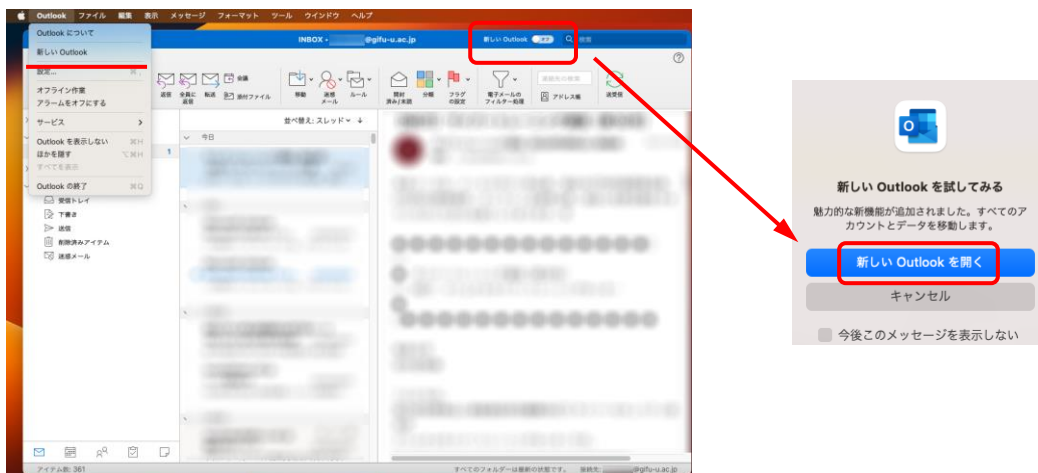 Outlook ファイル 編集 表示 メッセージ フォーマット ツール ウインドウ ヘルプ
Outlook について
新しい Outlook
設定... ⌘ ,
オフライン作業
アラームをオフにする
サービス >
Outlook を表示しない ⌘H
ほかを隠す ⌥⌘H
すべてを表示
Outlook の終了 ⌘Q
INBOX - @gifu-u.ac.jp
新しい Outlook オフ
検索
返信
全員に返信
転送
会議
添付ファイル
移動
迷惑メール
ルール
開封済み/未読
分類
フラグの設定
電子メールのフィルター処理
連絡先の検索
アドレス帳
送受信
並べ替え: スレッド ↓
今日
1
受信トレイ
下書き
送信
削除済みアイテム
迷惑メール
アイテム数: 361
すべてのフォルダーは最新の状態です。 接続先: @gifu-u.ac.jp
新しい Outlook を試してみる
魅力的な新機能が追加されました。すべてのア
カウントとデータを移動します。
新しい Outlook を開く
キャンセル
今後このメッセージを表示しない